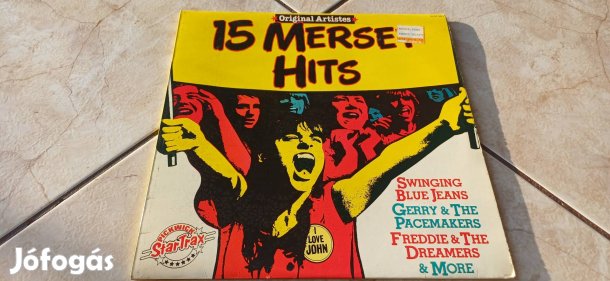 Original Artistes
15 MERSEY
HITS
SWINGING
BLUE JEANS
GERRY & THE
PACEMAKERS
FREDDIE & THE
DREAMERS
& MORE
I
LOVE
JOHN
PICKWICK
StarTrax
Jófogás